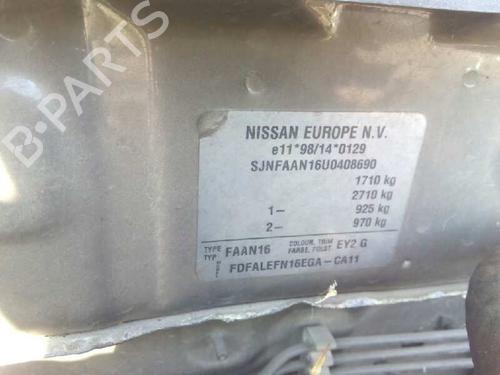 NISSAN EUROPE N.V.
e11*98/14*0129
SJNFAAN16U0408690
1710 kg
2710 kg
1- 925 kg
2- 970 kg
TYPE TYP FAAN16 COLOUR, TRIM FARBE, POLST EY2 G
FDFALEFN16EGA-CA11